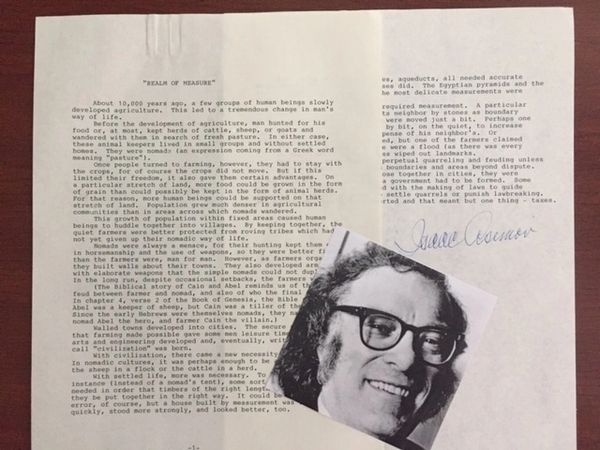 "REALM OF MEASURE"
About 10,000 years ago, a few groups of human beings slowly
developed agriculture. This led to a tremendous change in man's
way of life.
Before the development of agriculture, man hunted for his
food or, at most, kept herds of cattle, sheep, or goats and
wandered with them in search of fresh pasture. In either case,
these animal keepers lived in small groups and without settled
homes. They were nomads (an expression coming from a Greek word
meaning "pasture").
Once people turned to farming, however, they had to stay with
the crops, for of course the crops did not move. But if this
limited their freedom, it also gave them certain advantages. On
a particular stretch of land, more food could be grown in the form
of grain than could possibly be kept in the form of animal herds.
For that reason, more human beings could be supported on that
stretch of land. Population grew much denser in agricultural
communities than in areas across which nomads wandered.
This growth of population within fixed areas caused human
beings to huddle together into villages. By keeping together, the
quiet farmers were better protected from roving tribes which had
not yet given up their nomadic way of life.
Nomads were always a menace, for their hunting kept them
in horsemanship and the use of weapons, so they were better fi
than the farmers were, man for man. However, as farmers orga
they built walls about their towns. They also developed arm
with elaborate weapons that the simple nomads could not dupl
In the long run, despite occasional setbacks, the farmers
(The Biblical story of Cain and Abel reminds us of th
feud between farmer and nomad, and also of who the final
In chapter 4, verse 2 of the Book of Genesis, the Bible
Abel was a keeper of sheep, but Cain was a tiller of the
Since the early Hebrews were themselves nomads, they na
nomad Abel the hero, and farmer Cain the villain.)
Walled towns developed into cities. The secure
that farming made possible gave some men leisure time
arts and engineering developed and, eventually, writ
call "civilization" was born.
With civilisation, there came a new necessity
In nomadic cultures, it was perhaps enough to be a
the sheep in a flock or the cattle in a herd.
With settled life, more was necessary. To
instance (instead of a nomad's tent), some sort
needed in order that timbers of the right lengt
they be put together in the right way. It could be
error, of course, but a house built by measurement was
quickly, stood more strongly, and looked better, too.
-1-
es, aqueducts, all needed accurate
ses did. The Egyptian pyramids and the
he most delicate measurements were
required measurement. A particular
ts neighbor by stones as boundary
were moved just a bit. Perhaps one
by bit, on the quiet, to increase
pense of his neighbor's. Or
ed, but one of the farmers claimed
e were a flood (as there was every
es wiped out landmarks.
perpetual quarreling and feuding unless
boundaries and areas beyond dispute.
ose together in cities, they were
a government had to be formed. Some
d with the making of laws to guide
settle quarrels or punish lawbreaking.
rted and that meant but one thing - taxes.
Isaac Asimov